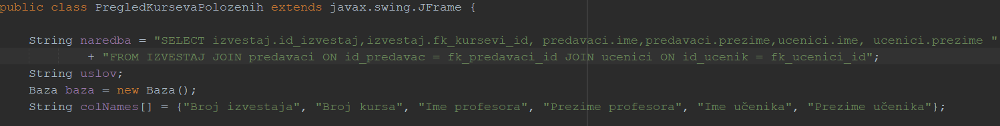 public class PregledKursevaPolozenih extends javax.swing.JFrame {
String naredba = "SELECT izvestaj.id_izvestaj,izvestaj.fk_kursevi_id, predavaci.ime,predavaci.prezime,ucenici.ime, ucenici.prezime "
+ "FROM IZVESTAJ JOIN predavaci ON id_predavac = fk_predavaci_id JOIN ucenici ON id_ucenik = fk_ucenici_id";
String uslov;
Baza baza = new Baza();
String colNames[] = {"Broj izvestaja", "Broj kursa", "Ime profesora", "Prezime profesora", "Ime učenika", "Prezime učenika"};